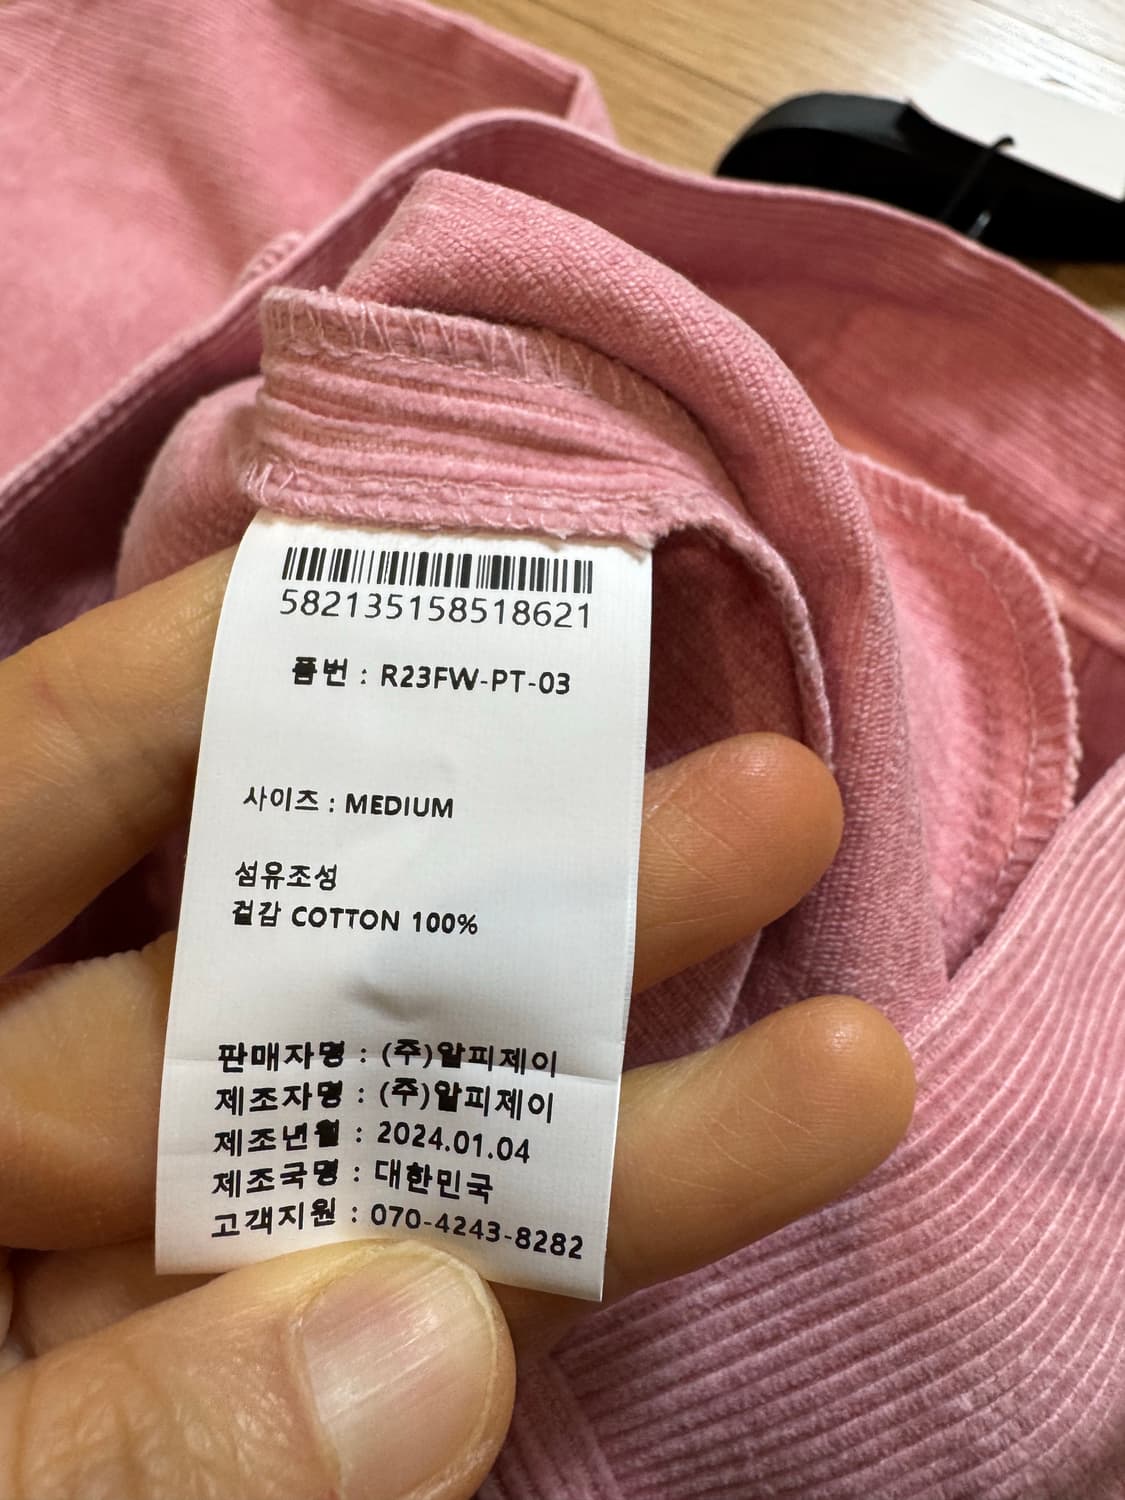 582135158518621
품번 : R23FW-PT-03
사이즈 : MEDIUM
섬유조성
겉감 COTTON 100%
판매자명 : (주)알피제이
제조자명 : (주)알피제이
제조년월 : 2024.01.04
제조국명 : 대한민국
고객지원 : 070-4243-8282